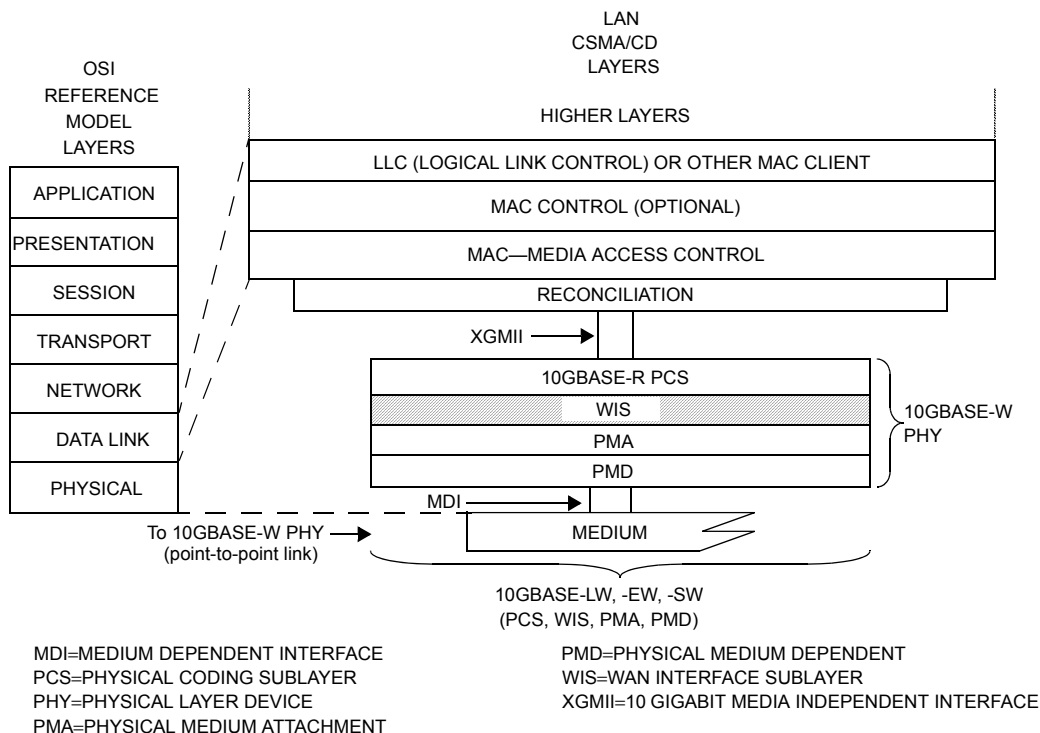 LAN
CSMA/CD
LAYERS
OSI
REFERENCE
MODEL
LAYERS
HIGHER LAYERS
LLC (LOGICAL LINK CONTROL) OR OTHER MAC CLIENT
MAC CONTROL (OPTIONAL)
MAC—MEDIA ACCESS CONTROL
RECONCILIATION
APPLICATION
PRESENTATION
SESSION
TRANSPORT
NETWORK
DATA LINK
PHYSICAL
XGMII
10GBASE-R PCS
WIS
PMA
PMD
10GBASE-W
PHY
MDI
To 10GBASE-W PHY
(point-to-point link)
MEDIUM
10GBASE-LW, -EW, -SW
(PCS, WIS, PMA, PMD)
MDI=MEDIUM DEPENDENT INTERFACE
PCS=PHYSICAL CODING SUBLAYER
PHY=PHYSICAL LAYER DEVICE
PMA=PHYSICAL MEDIUM ATTACHMENT
PMD=PHYSICAL MEDIUM DEPENDENT
WIS=WAN INTERFACE SUBLAYER
XGMII=10 GIGABIT MEDIA INDEPENDENT INTERFACE